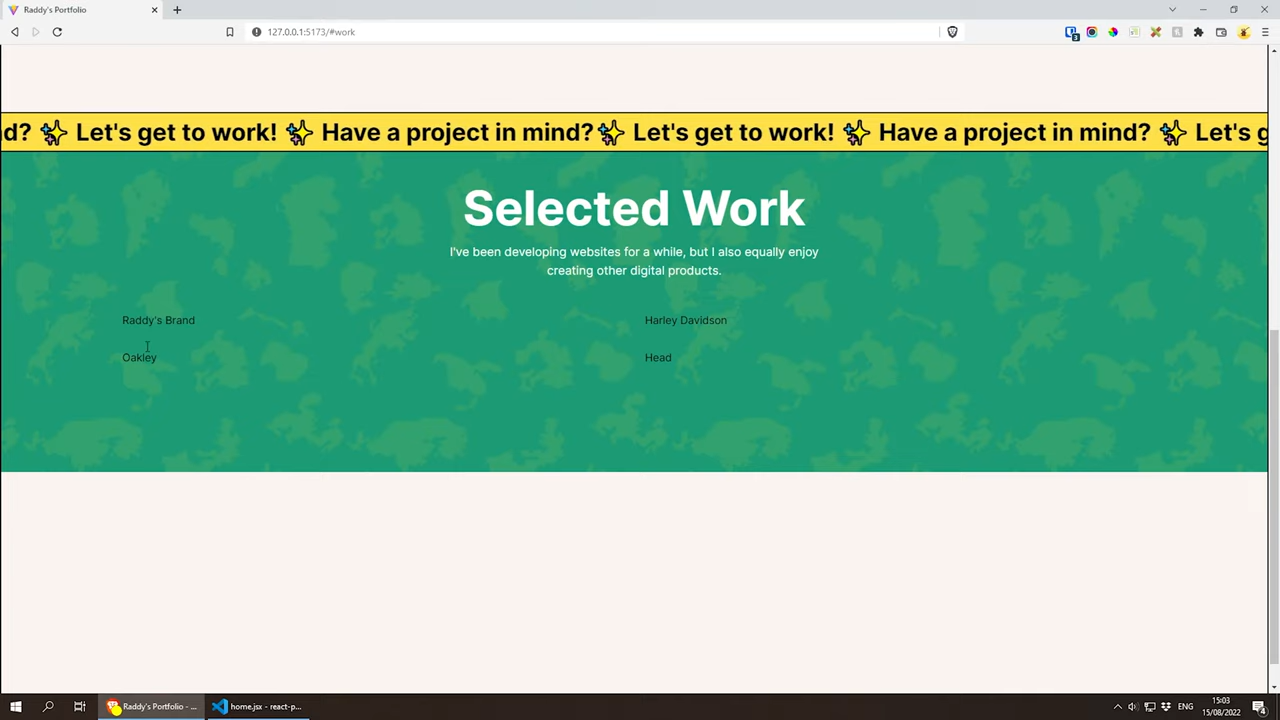 Raddy's Portfolio
127.0.0.1:5173/#work
3
nd? ✨ Let's get to work! ✨ Have a project in mind? ✨ Let's get to work! ✨ Have a project in mind? ✨ Let's g
Selected Work
I've been developing websites for a while, but I also equally enjoy
creating other digital products.
Raddy's Brand
Harley Davidson
Oakley
Head
Raddy's Portfolio - ...
home.jsx - react-p...
ENG
15:03
15/08/2022
4